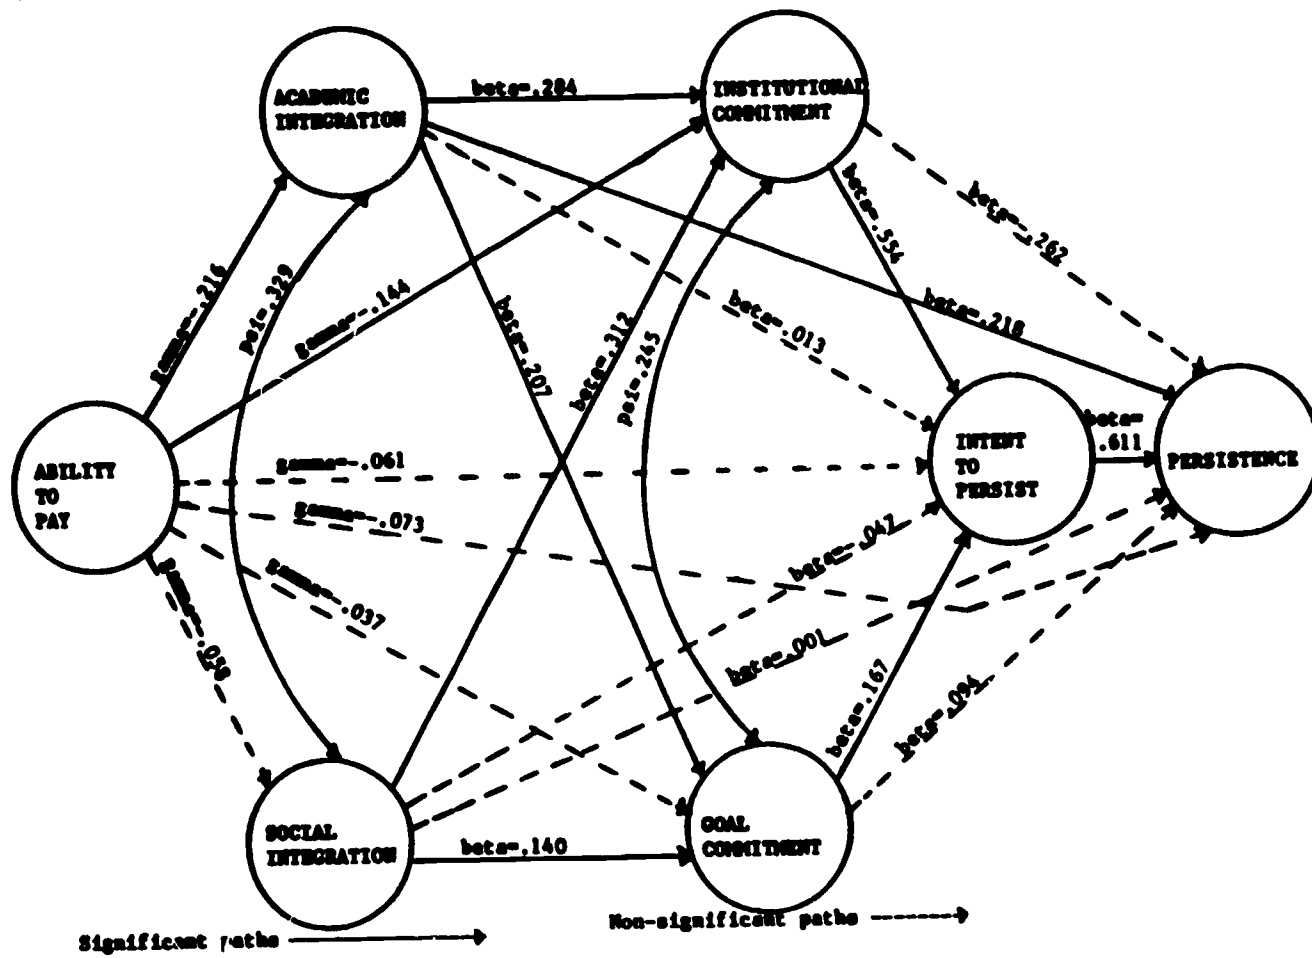 ACADEMIC
INTEGRATION
beta=.284
INSTITUTIONAL
COMMITMENT
beta=.554
beta=-.262
gamma=-.216
psi=.329
gamma=-.144
beta=.207
beta=.312
psi=.245
beta=.013
beta=.218
ABILITY
TO
PAY
gamma=-.061
gamma=-.073
gamma=-.037
INTENT
TO
PERSIST
beta=
.611
PERSISTENCE
beta=-.047
beta=.001
beta=.167
SOCIAL
INTEGRATION
beta=.140
GOAL
COMMITMENT
Significant paths
Non-significant paths